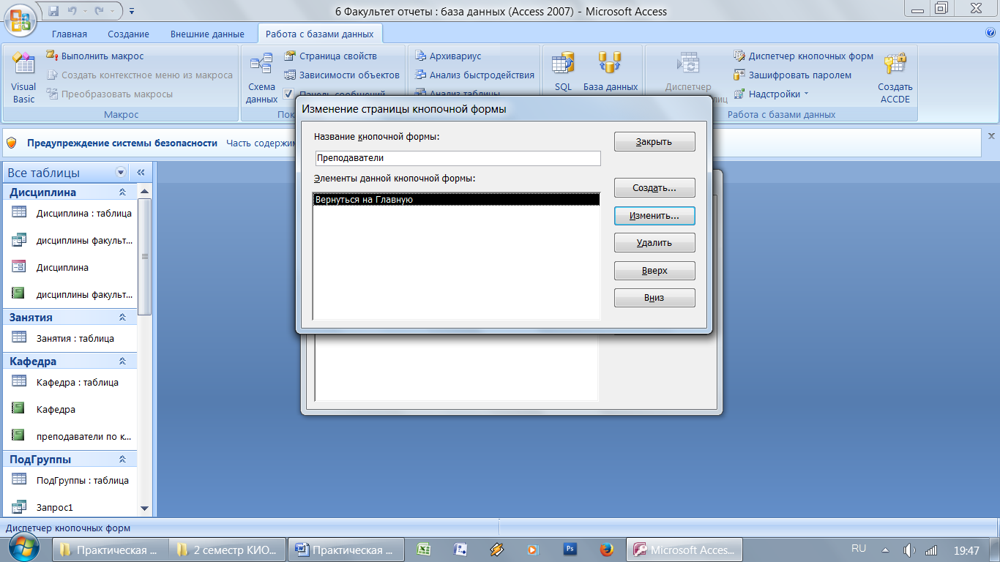 6 Факультет отчеты : база данных (Access 2007) - Microsoft Access
Главная Создание Внешние данные Работа с базами данных
Visual Basic
Выполнить макрос
Создать контекстное меню из макроса
Преобразовать макросы
Макрос
Схема данных
Страница свойств
Зависимости объектов
Панель сообщений
Архивариус
Анализ быстродействия
Анализ таблицы
SQL
База данных
Диспетчер
Диспетчер кнопочных форм
Зашифровать паролем
Надстройки
Создать ACCDE
Работа с базами данных
Предупреждение системы безопасности Часть
Изменение страницы кнопочной формы
Название кнопочной формы:
Преподаватели
Элементы данной кнопочной формы:
Вернуться на Главную
Закрыть
Создать...
Изменить...
Удалить
Вверх
Вниз
Все таблицы
Дисциплина
Дисциплина : таблица
дисциплины факульт...
Дисциплина
дисциплины факульт...
Занятия
Занятия : таблица
Кафедра
Кафедра : таблица
Кафедра
преподаватели по к...
ПодГруппы
ПодГруппы : таблица
Запрос1
Диспетчер кнопочных форм
Практическая ...
2 семестр КИО...
Практическая ...
Ps
Microsoft Acces...
RU
19:47